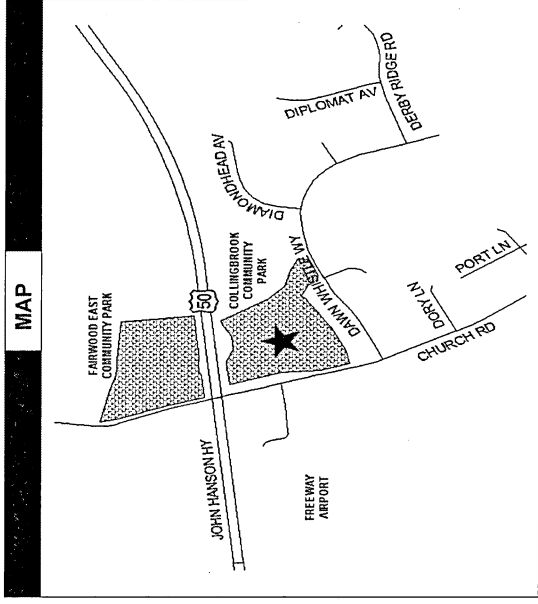 MAP
FAIRWOOD EAST
COMMUNITY PARK
50
COLLINGBROOK
COMMUNITY
PARK
DIAMONDHEAD AV
DIPLOMAT AV
DERBY RIDGE RD
JOHN HANSON HY
DAWN WHISTLE WY
DORY LN
PORT LN
CHURCH RD
FREEWAY
AIRPORT